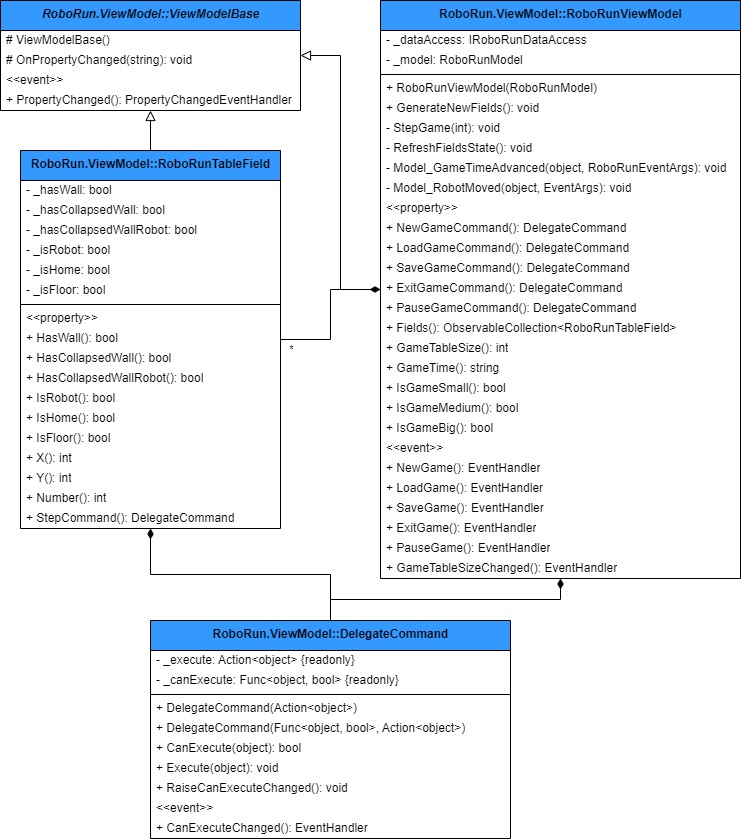 RoboRun.ViewModel::ViewModelBase
# ViewModelBase()
# OnPropertyChanged(string): void
<<event>>
+ PropertyChanged(): PropertyChangedEventHandler
RoboRun.ViewModel::RoboRunTableField
- _hasWall: bool
- _hasCollapsedWall: bool
- _hasCollapsedWallRobot: bool
- _isRobot: bool
- _isHome: bool
- _isFloor: bool
<<property>>
+ HasWall(): bool
+ HasCollapsedWall(): bool
+ HasCollapsedWallRobot(): bool
+ IsRobot(): bool
+ IsHome(): bool
+ IsFloor(): bool
+ X(): int
+ Y(): int
+ Number(): int
+ StepCommand(): DelegateCommand
*
RoboRun.ViewModel::RoboRunViewModel
- _dataAccess: IRoboRunDataAccess
- _model: RoboRunModel
+ RoboRunViewModel(RoboRunModel)
+ GenerateNewFields(): void
- StepGame(int): void
- RefreshFieldsState(): void
- Model_GameTimeAdvanced(object, RoboRunEventArgs): void
- Model_RobotMoved(object, EventArgs): void
<<property>>
+ NewGameCommand(): DelegateCommand
+ LoadGameCommand(): DelegateCommand
+ SaveGameCommand(): DelegateCommand
+ ExitGameCommand(): DelegateCommand
+ PauseGameCommand(): DelegateCommand
+ Fields(): ObservableCollection<RoboRunTableField>
+ GameTableSize(): int
+ GameTime(): string
+ IsGameSmall(): bool
+ IsGameMedium(): bool
+ IsGameBig(): bool
<<event>>
+ NewGame(): EventHandler
+ LoadGame(): EventHandler
+ SaveGame(): EventHandler
+ ExitGame(): EventHandler
+ PauseGame(): EventHandler
+ GameTableSizeChanged(): EventHandler
RoboRun.ViewModel::DelegateCommand
- _execute: Action<object> {readonly}
- _canExecute: Func<object, bool> {readonly}
+ DelegateCommand(Action<object>)
+ DelegateCommand(Func<object, bool>, Action<object>)
+ CanExecute(object): bool
+ Execute(object): void
+ RaiseCanExecuteChanged(): void
<<event>>
+ CanExecuteChanged(): EventHandler